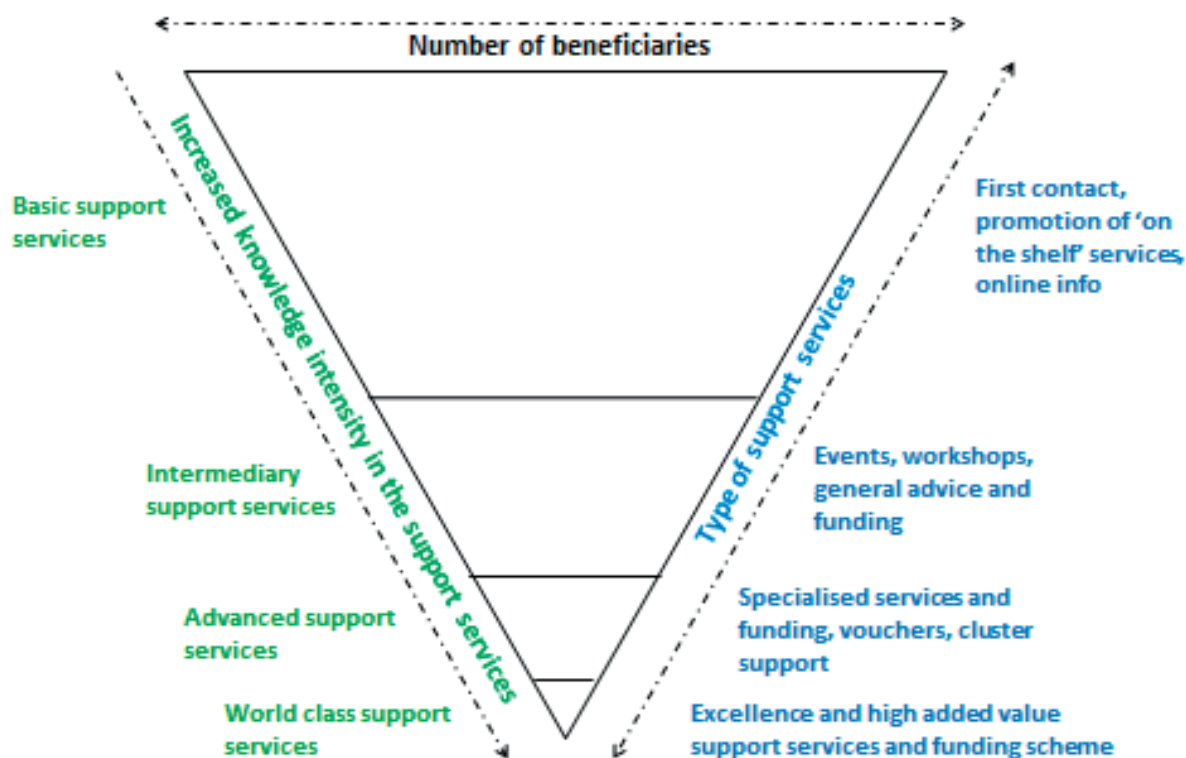 Number of beneficiaries
Increased knowledge intensity in the support services
Type of support services
Basic support
services
First contact,
promotion of ‘on
the shelf’ services,
online info
Intermediary
support services
Events, workshops,
general advice and
funding
Advanced support
services
Specialised services and
funding, vouchers, cluster
support
World class support
services
Excellence and high added value
support services and funding scheme